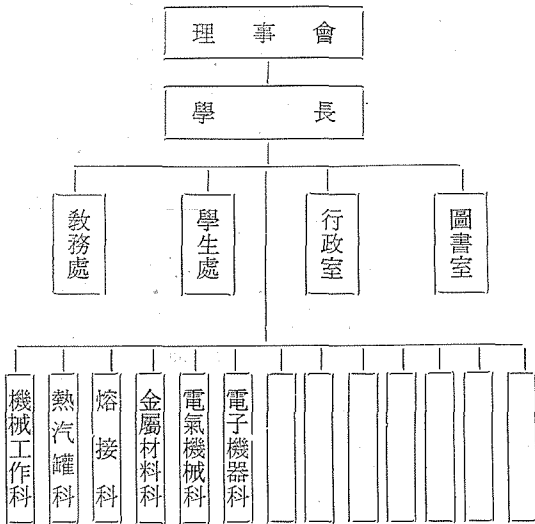 理事會
學長
教務處
學生處
行政室
圖書室
機械工作科
熱汽罐科
熔接科
金屬材料科
電氣機械科
電子機器科